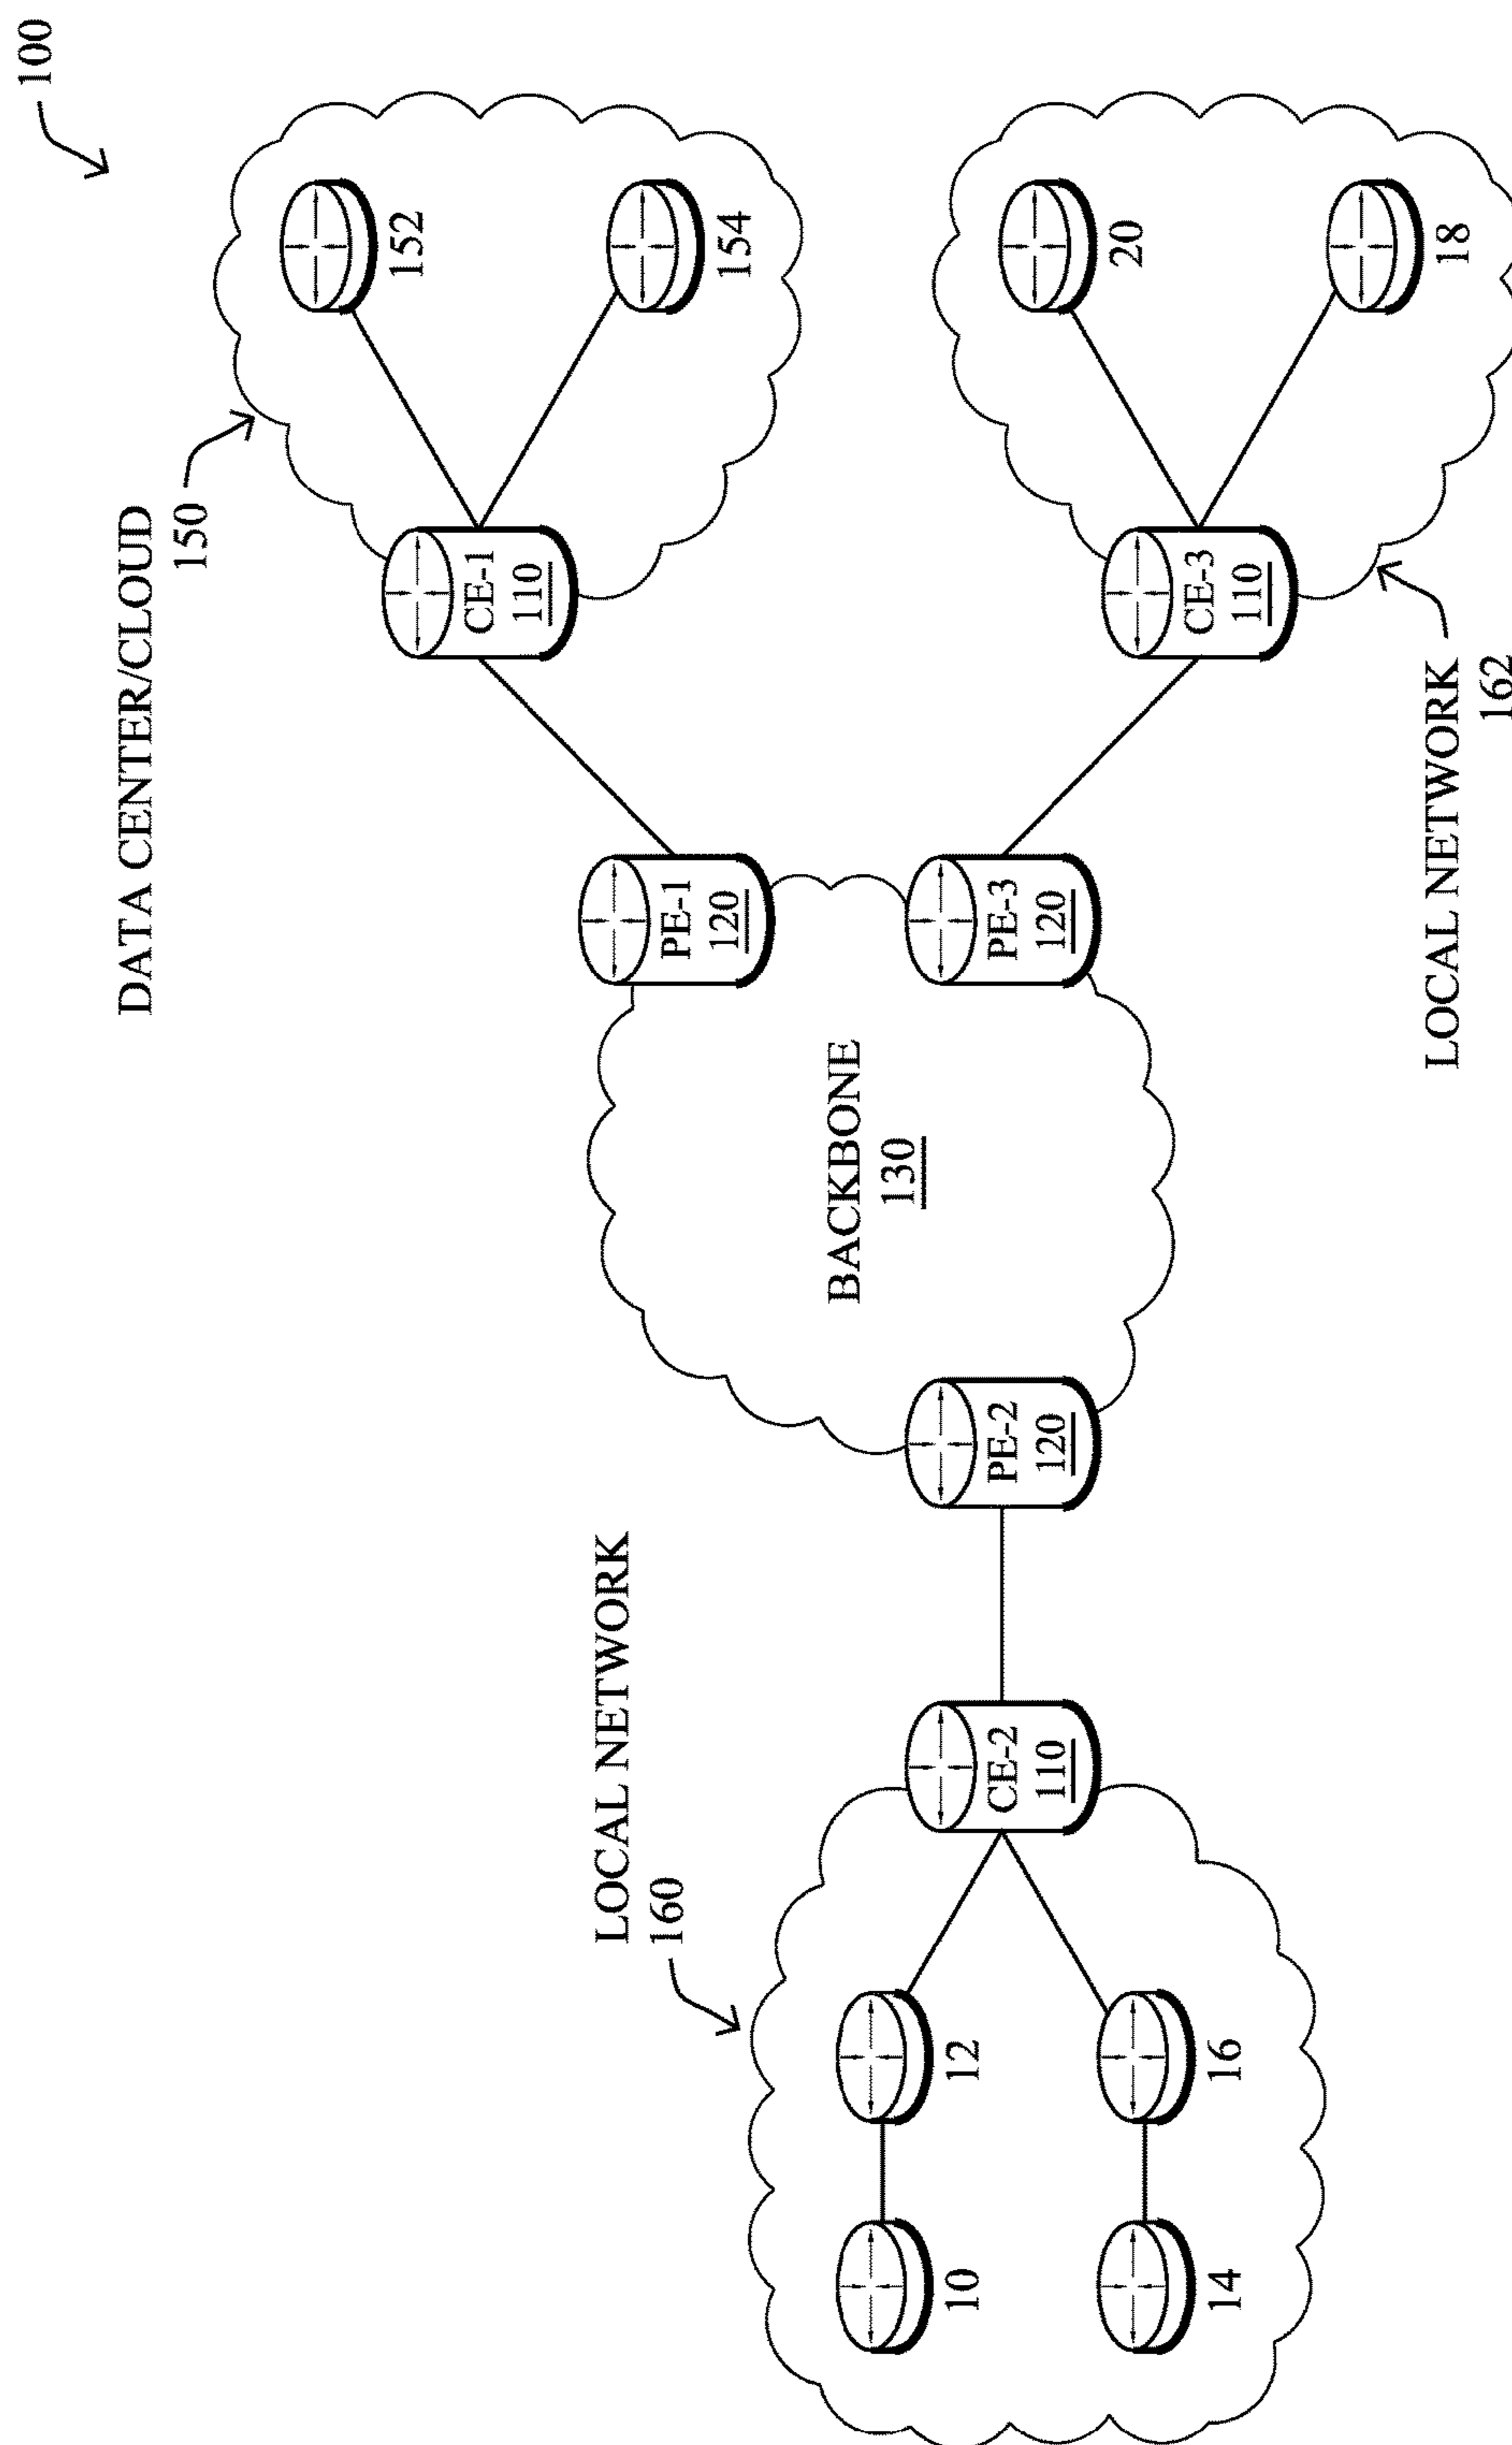 100
DATA CENTER/CLOUD
150
152
154
CE-1
110
PE-1
120
BACKBONE
130
PE-3
120
PE-2
120
LOCAL NETWORK
160
10
12
14
16
CE-2
110
CE-3
110
20
18
LOCAL NETWORK
162